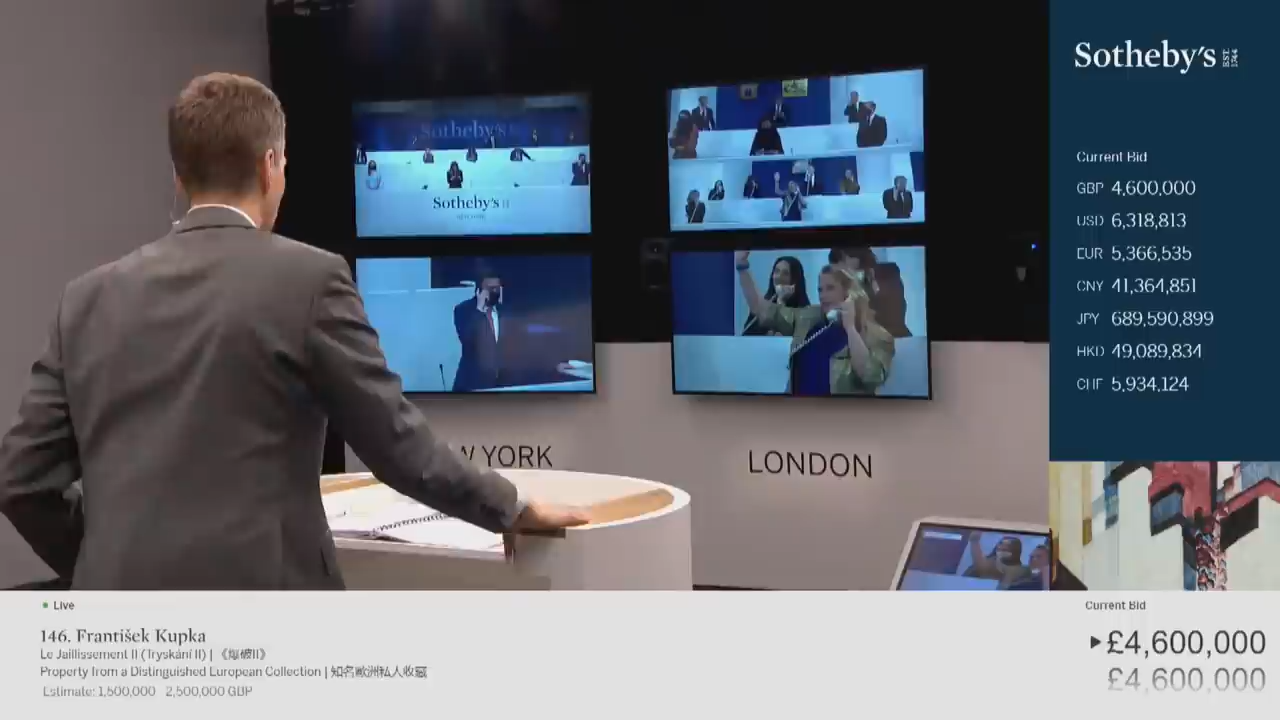 Sotheby's EST. 1744
Sotheby's
Sotheby's
W YORK
LONDON
Current Bid
GBP 4,600,000
USD 6,318,813
EUR 5,366,535
CNY 41,364,851
JPY 689,590,899
HKD 49,089,834
CHF 5,934,124
Live
146. František Kupka
Le Jaillissement II (Tryskání II) | 《爆破II》
Property from a Distinguished European Collection | 知名歐洲私人收藏
Estimate: 1,500,000 2,500,000 GBP
Current Bid
£4,600,000
£4,600,000